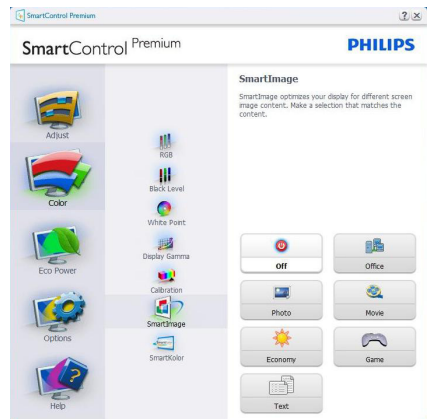 SmartControl Premium
SmartControl Premium
PHILIPS
Adjust
Color
Eco Power
Options
Help
RGB
Black Level
White Point
Display Gamma
Calibration
SmartImage
SmartKolor
SmartImage
SmartImage optimizes your display for different screen
image content. Make a selection that matches the
content.
Off
Office
Photo
Movie
Economy
Game
Text